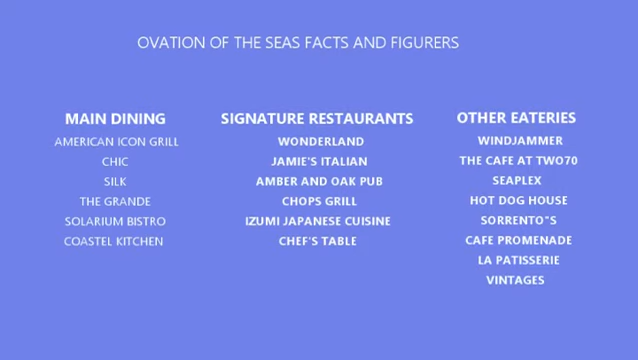 OVATION OF THE SEAS FACTS AND FIGURERS
MAIN DINING
AMERICAN ICON GRILL
CHIC
SILK
THE GRANDE
SOLARIUM BISTRO
COASTEL KITCHEN
SIGNATURE RESTAURANTS
WONDERLAND
JAMIE'S ITALIAN
AMBER AND OAK PUB
CHOPS GRILL
IZUMI JAPANESE CUISINE
CHEF'S TABLE
OTHER EATERIES
WINDJAMMER
THE CAFE AT TWO70
SEAPLEX
HOT DOG HOUSE
SORRENTO"S
CAFE PROMENADE
LA PATISSERIE
VINTAGES